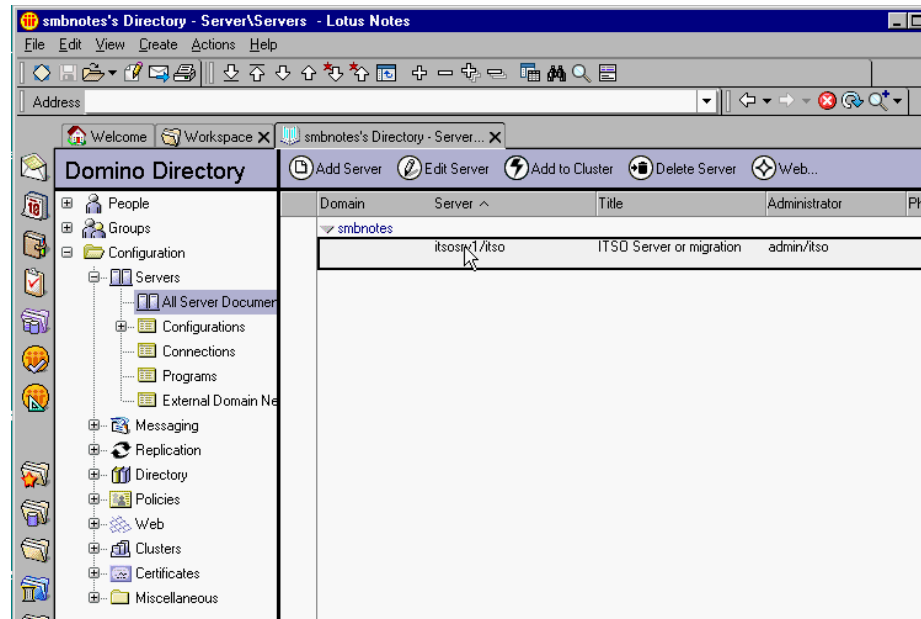 smbnotes's Directory - Server\Servers - Lotus Notes
File Edit View Create Actions Help
Address
Welcome Workspace smbnotes's Directory - Server...
Domino Directory
Add Server Edit Server Add to Cluster Delete Server Web...
People
Groups
Configuration
Servers
All Server Documen
Configurations
Connections
Programs
External Domain Ne
Messaging
Replication
Directory
Policies
Web
Clusters
Certificates
Miscellaneous
Domain Server Title Administrator Ph
smbnotes
itsosrv1/itso ITSO Server or migration admin/itso